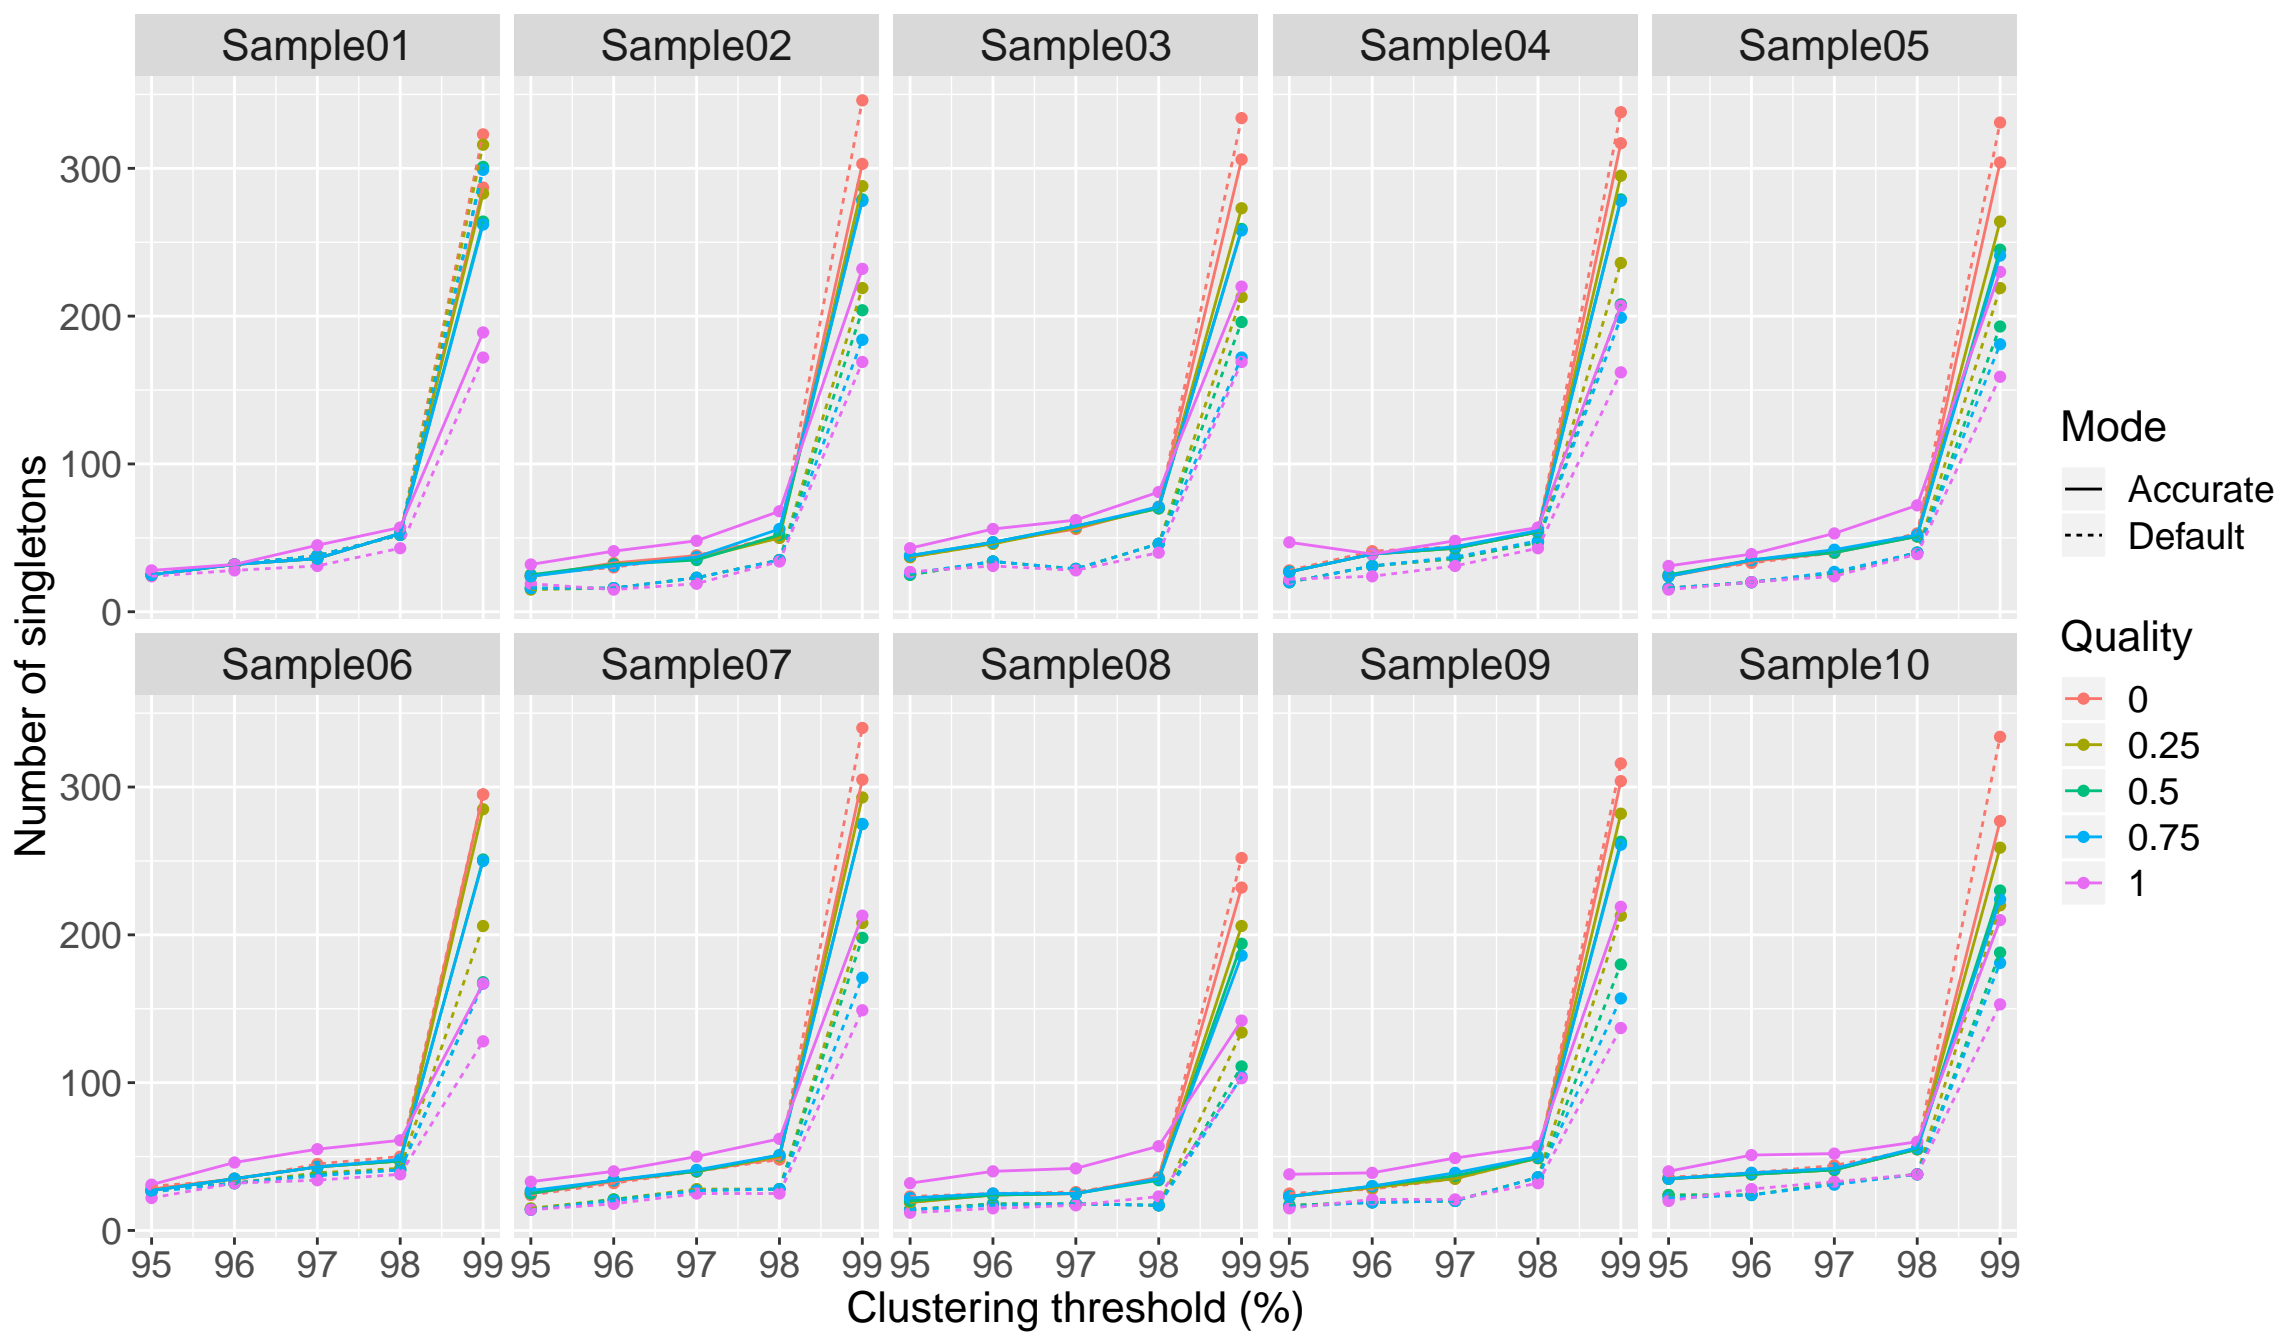 Sample01 Sample02 Sample03 Sample04 Sample05
300
200
100
0
Sample06 Sample07 Sample08 Sample09 Sample10
300
200
100
0
95 96 97 98 99 95 96 97 98 99 95 96 97 98 99 95 96 97 98 99 95 96 97 98 99
Clustering threshold (%)
Number of singletons
Mode
Accurate
Default
Quality
0
0.25
0.5
0.75
1